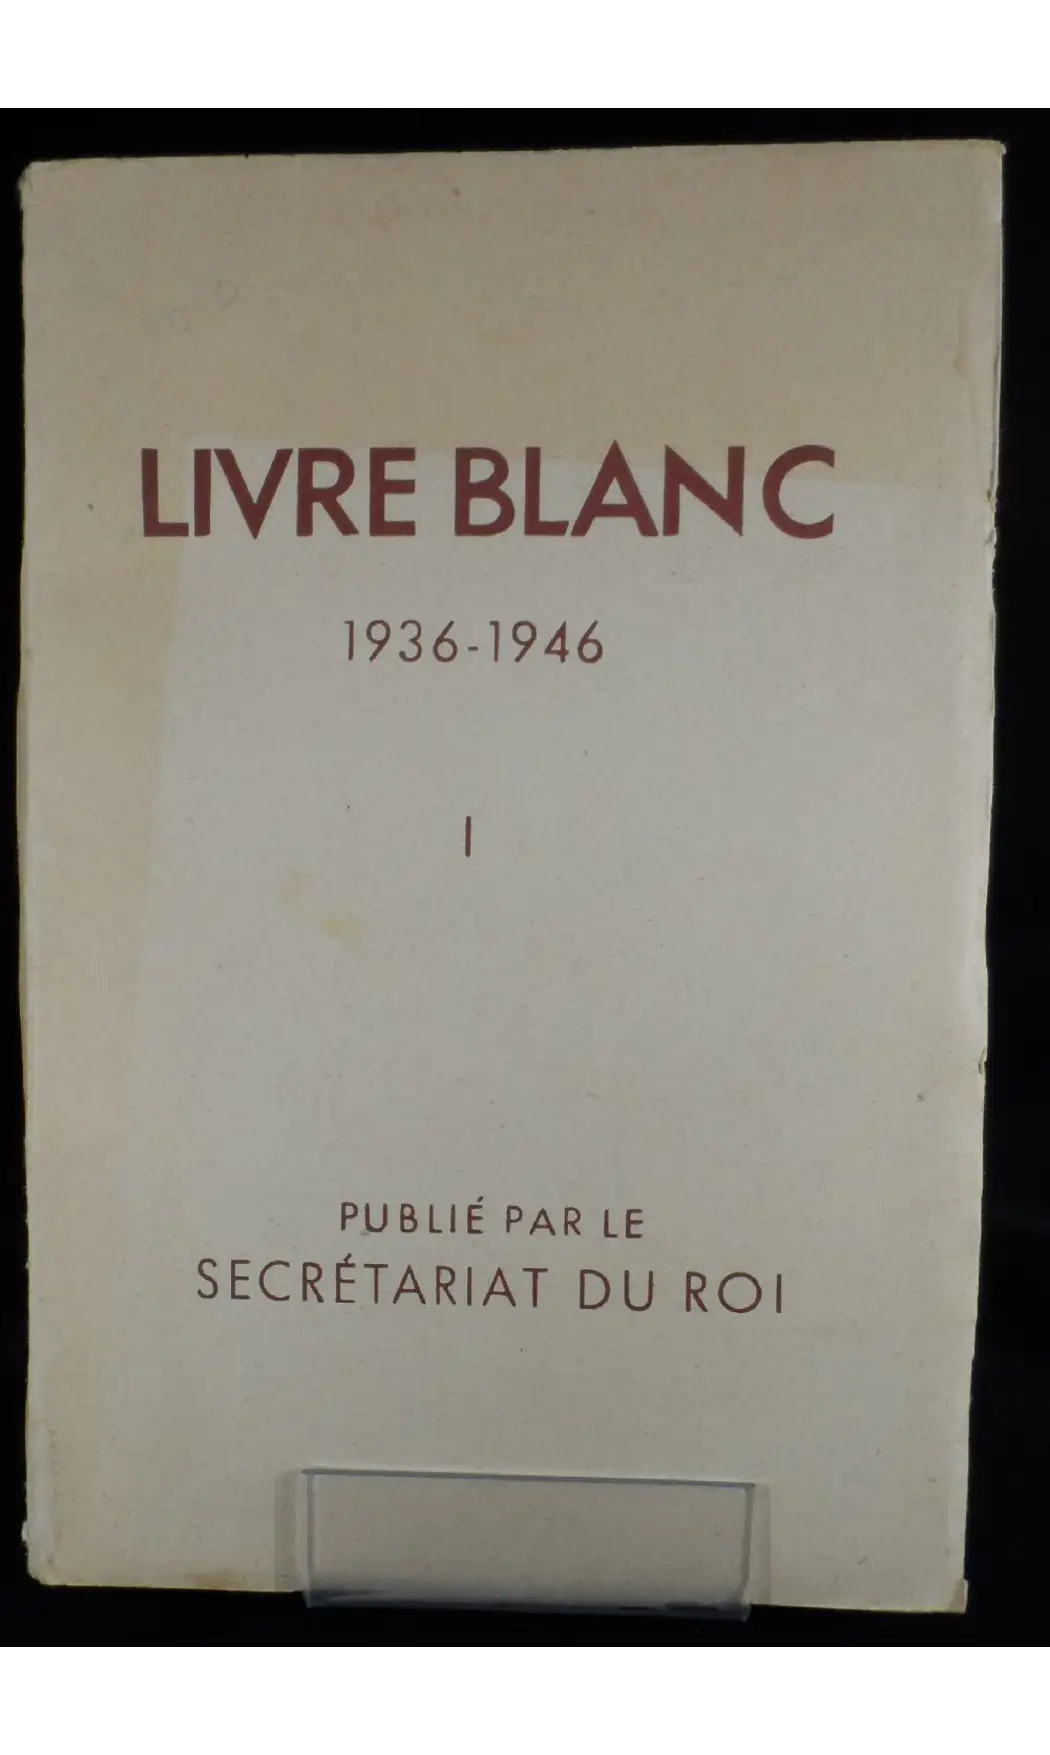 LIVRE BLANC
1936-1946
I
PUBLIÉ PAR LE
SECRÉTARIAT DU ROI